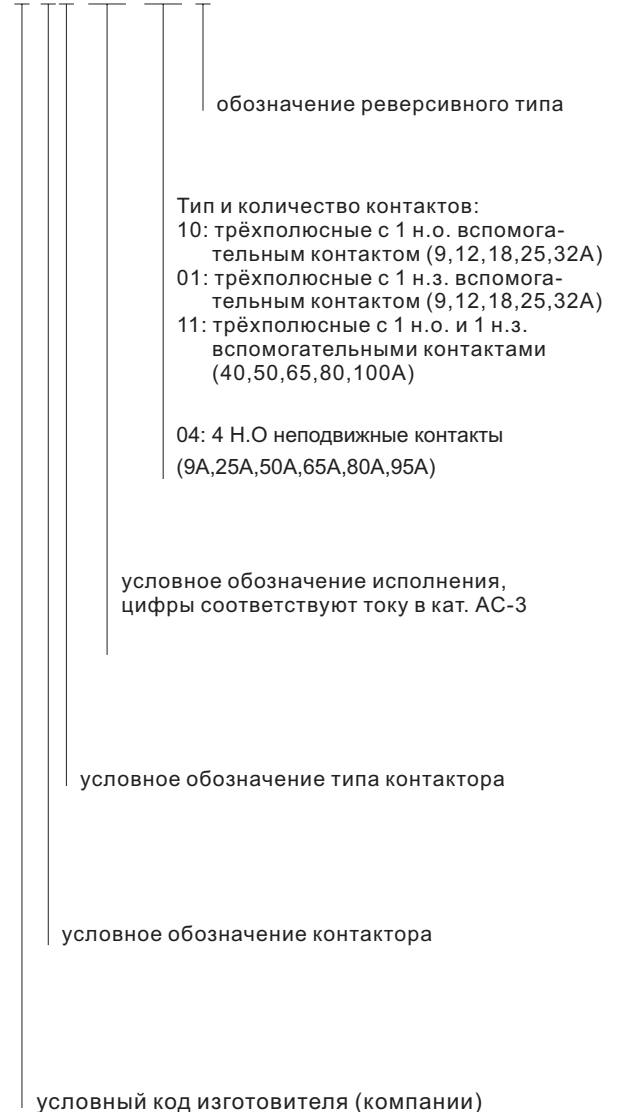 обозначение реверсивного типа
Тип и количество контактов:
10: трёхполюсные с 1 н.о. вспомога-
тельным контактом (9,12,18,25,32А)
01: трёхполюсные с 1 н.з. вспомога-
тельным контактом (9,12,18,25,32А)
11: трёхполюсные с 1 н.о. и 1 н.з.
вспомогательными контактами
(40,50,65,80,100А)
04: 4 Н.О неподвижные контакты
(9А,25А,50А,65А,80А,95А)
условное обозначение исполнения,
цифры соответствуют току в кат. АС-3
условное обозначение типа контактора
условное обозначение контактора
условный код изготовителя (компании)